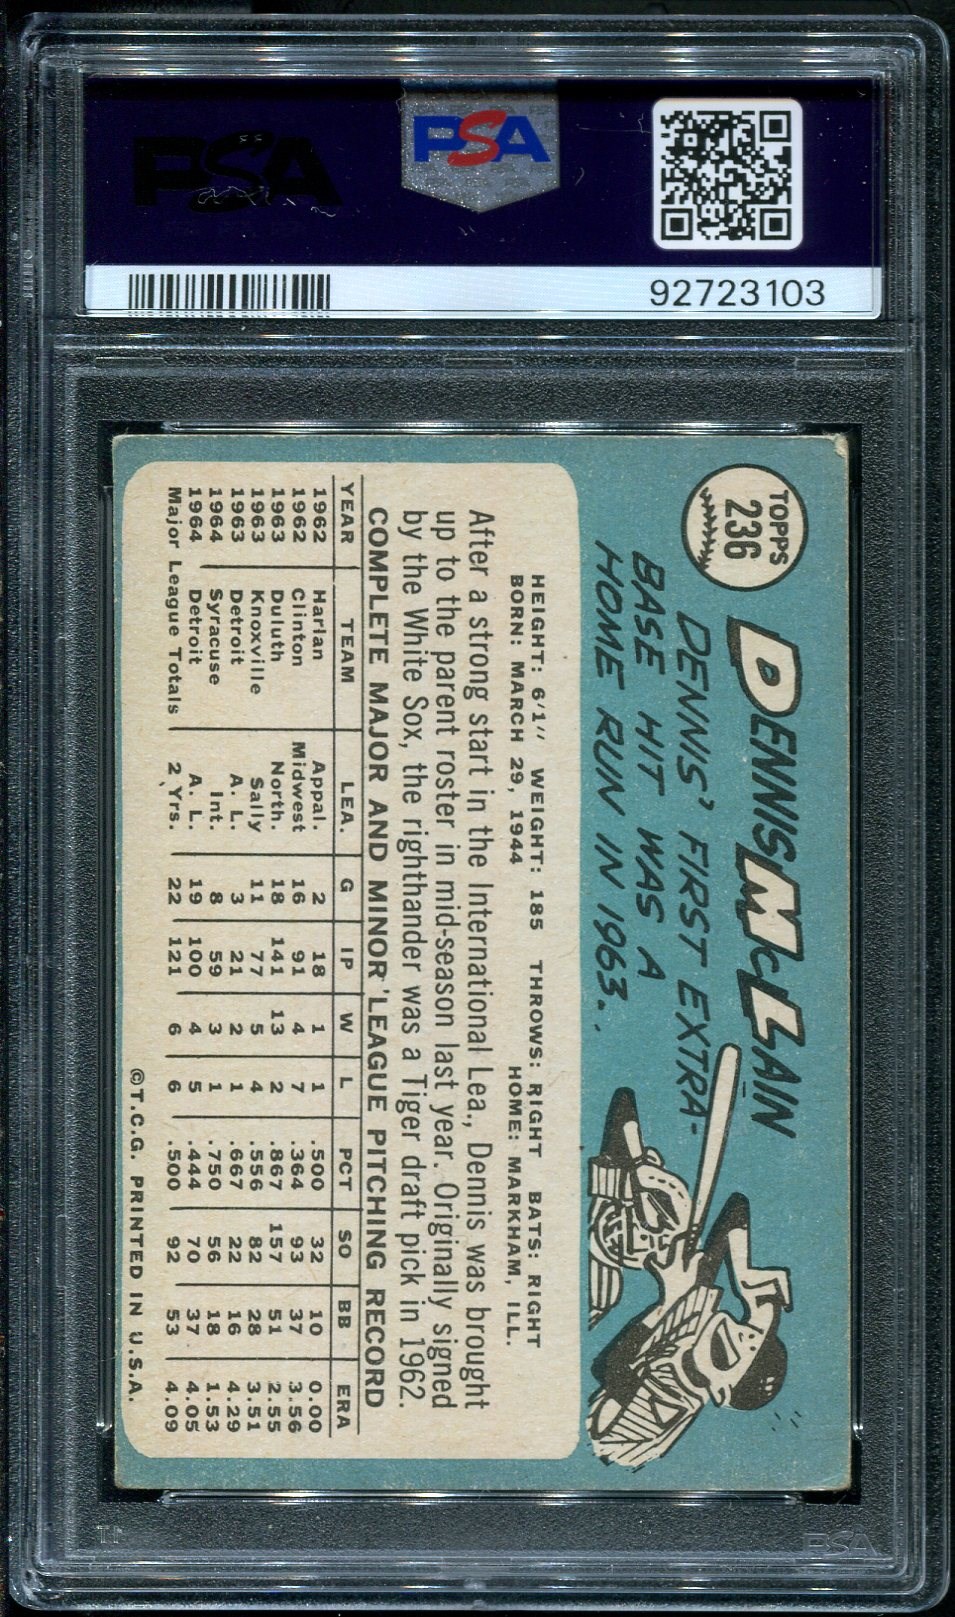 PSA
PSA
92723103
TOPPS
236
DENNIS McLAIN
DENNIS' FIRST EXTRA-
BASE HIT WAS A
HOME RUN IN 1963.
HEIGHT: 6'1" WEIGHT: 185 THROWS: RIGHT BATS: RIGHT
BORN: MARCH 29, 1944 HOME: MARKHAM, ILL.
After a strong start in the International Lea., Dennis was brought
up to the parent roster in mid-season last year. Originally signed
by the White Sox, the righthander was a Tiger draft pick in 1962.
COMPLETE MAJOR AND MINOR LEAGUE PITCHING RECORD
YEAR TEAM LEA. G IP W L PCT SO BB ERA
1962 Harlan Appal. 2 18 1 1 .500 32 10 0.00
1962 Clinton Midwest 16 91 4 7 .364 93 37 3.56
1963 Duluth North. 18 141 13 2 .867 157 51 2.55
1963 Knoxville Sally 11 77 5 4 .556 82 28 3.51
1963 Detroit A. L. 3 21 2 1 .667 22 16 4.29
1964 Syracuse Int. 8 59 3 1 .750 56 18 1.53
1964 Detroit A. L. 19 100 4 5 .444 70 37 4.05
Major League Totals 2 Yrs. 22 121 6 6 .500 92 53 4.09
©T.C.G. PRINTED IN U.S.A.
PSA